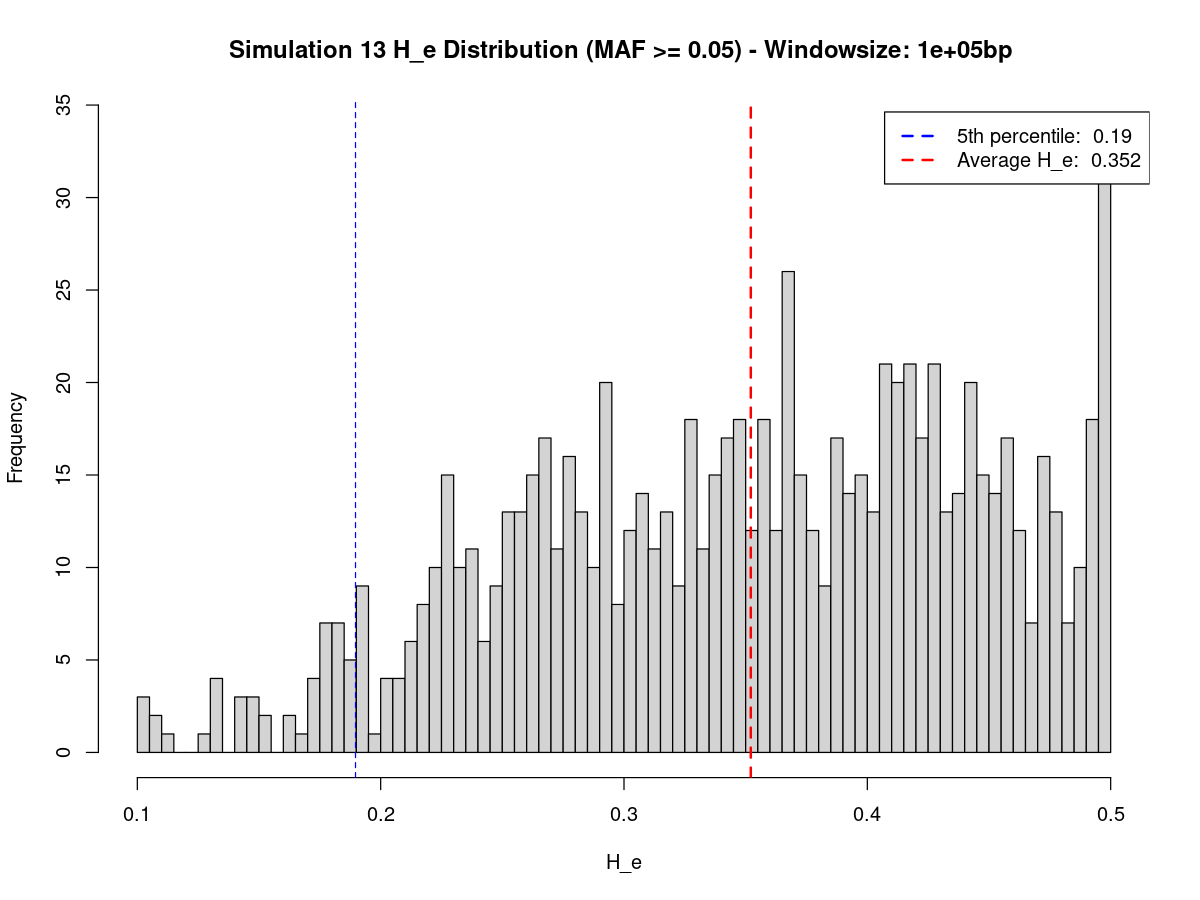 Simulation 13 H_e Distribution (MAF >= 0.05) - Windowsize: 1e+05bp
5th percentile: 0.19
Average H_e: 0.352
Frequency
35
30
25
20
15
10
5
0
0.1 0.2 0.3 0.4 0.5
H_e